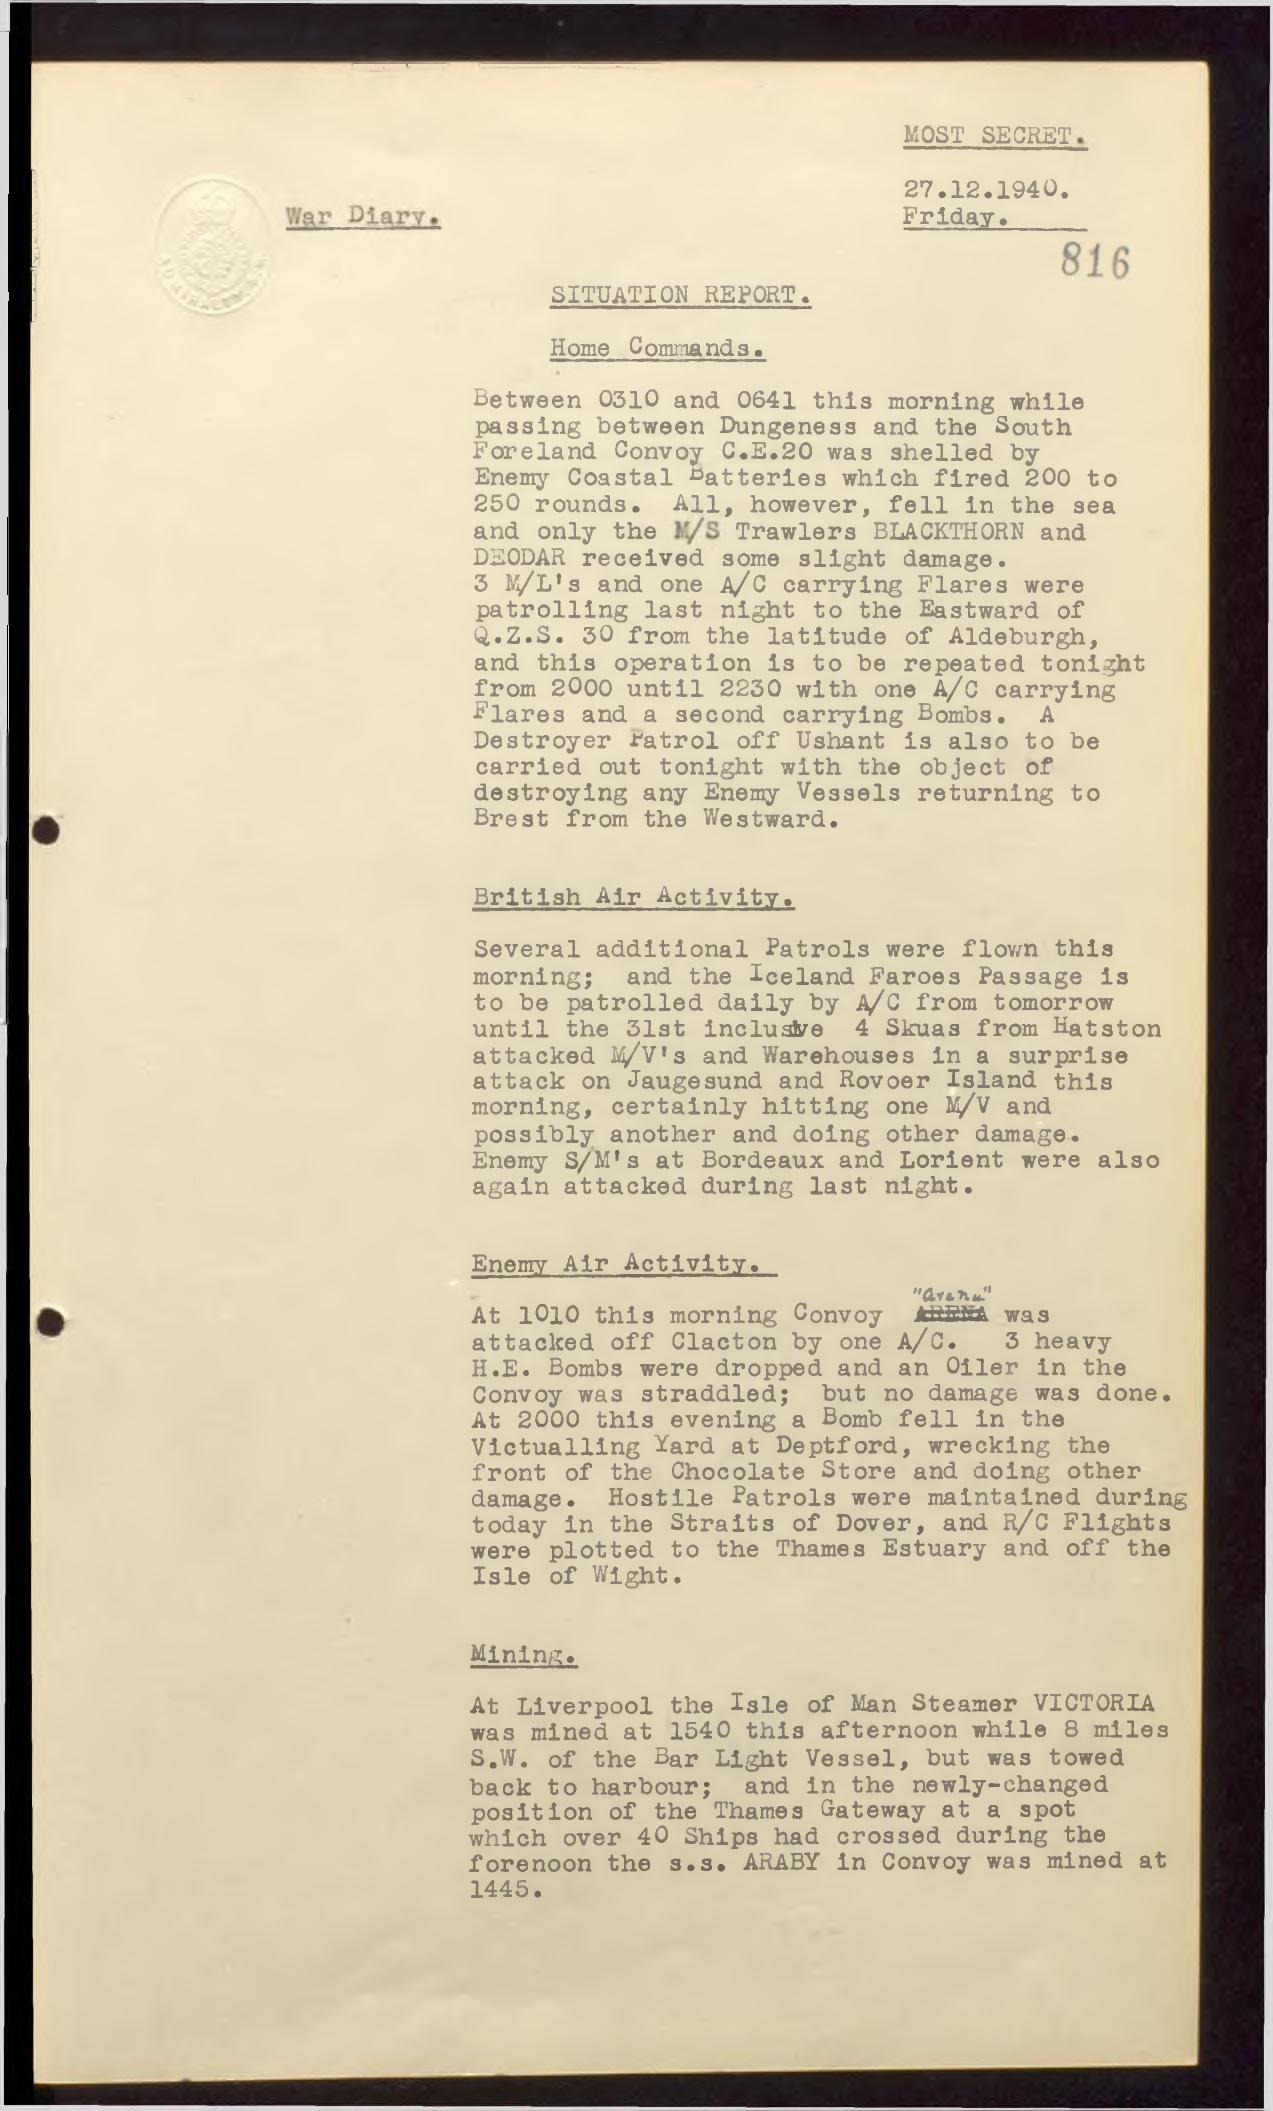 MOST SECRET.
27.12.1940.
War Diary.
Friday.
816
SITUATION REPORT.
Home Commands.
Between 0310 and 0641 this morning while
passing between Dungeness and the South
Foreland Convoy C.E.20 was shelled by
Enemy Coastal Batteries which fired 200 to
250 rounds. All, however, fell in the sea
and only the M/S Trawlers BLACKTHORN and
DEODAR received some slight damage.
3 M/L's and one A/C carrying Flares were
patrolling last night to the Eastward of
Q.Z.S. 30 from the latitude of Aldeburgh,
and this operation is to be repeated tonight
from 2000 until 2230 with one A/C carrying
Flares and a second carrying Bombs. A
Destroyer Patrol off Ushant is also to be
carried out tonight with the object of
destroying any Enemy Vessels returning to
Brest from the Westward.
British Air Activity.
Several additional Patrols were flown this
morning; and the Iceland Faroes Passage is
to be patrolled daily by A/C from tomorrow
until the 31st inclusive 4 Skuas from Hatston
attacked M/V's and Warehouses in a surprise
attack on Jaugesund and Rovoer Island this
morning, certainly hitting one M/V and
possibly another and doing other damage.
Enemy S/M's at Bordeaux and Lorient were also
again attacked during last night.
Enemy Air Activity.
"Arena"
At 1010 this morning Convoy ARENA was
attacked off Clacton by one A/C. 3 heavy
H.E. Bombs were dropped and an Oiler in the
Convoy was straddled; but no damage was done.
At 2000 this evening a Bomb fell in the
Victualling Yard at Deptford, wrecking the
front of the Chocolate Store and doing other
damage. Hostile Patrols were maintained during
today in the Straits of Dover, and R/C Flights
were plotted to the Thames Estuary and off the
Isle of Wight.
Mining.
At Liverpool the Isle of Man Steamer VICTORIA
was mined at 1540 this afternoon while 8 miles
S.W. of the Bar Light Vessel, but was towed
back to harbour; and in the newly-changed
position of the Thames Gateway at a spot
which over 40 Ships had crossed during the
forenoon the s.s. ARABY in Convoy was mined at
1445.